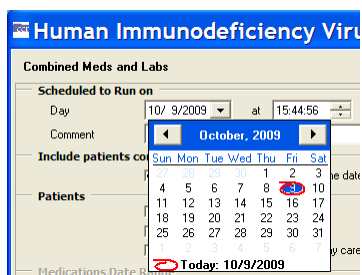 Human Immunodeficiency Viru
Combined Meds and Labs
Scheduled to Run on
Day 10/ 9/2009 at 15:44:56
Comment
October, 2009
Include patients co
Sun Mon Tue Wed Thu Fri Sat
27 28 29 30 1 2 3
e date
4 5 6 7 8 9 10
Patients
11 12 13 14 15 16 17
18 19 20 21 22 23 24
25 26 27 28 29 30 31
1 2 3 4 5 6 7
y care
Today: 10/9/2009
Medications Date Range